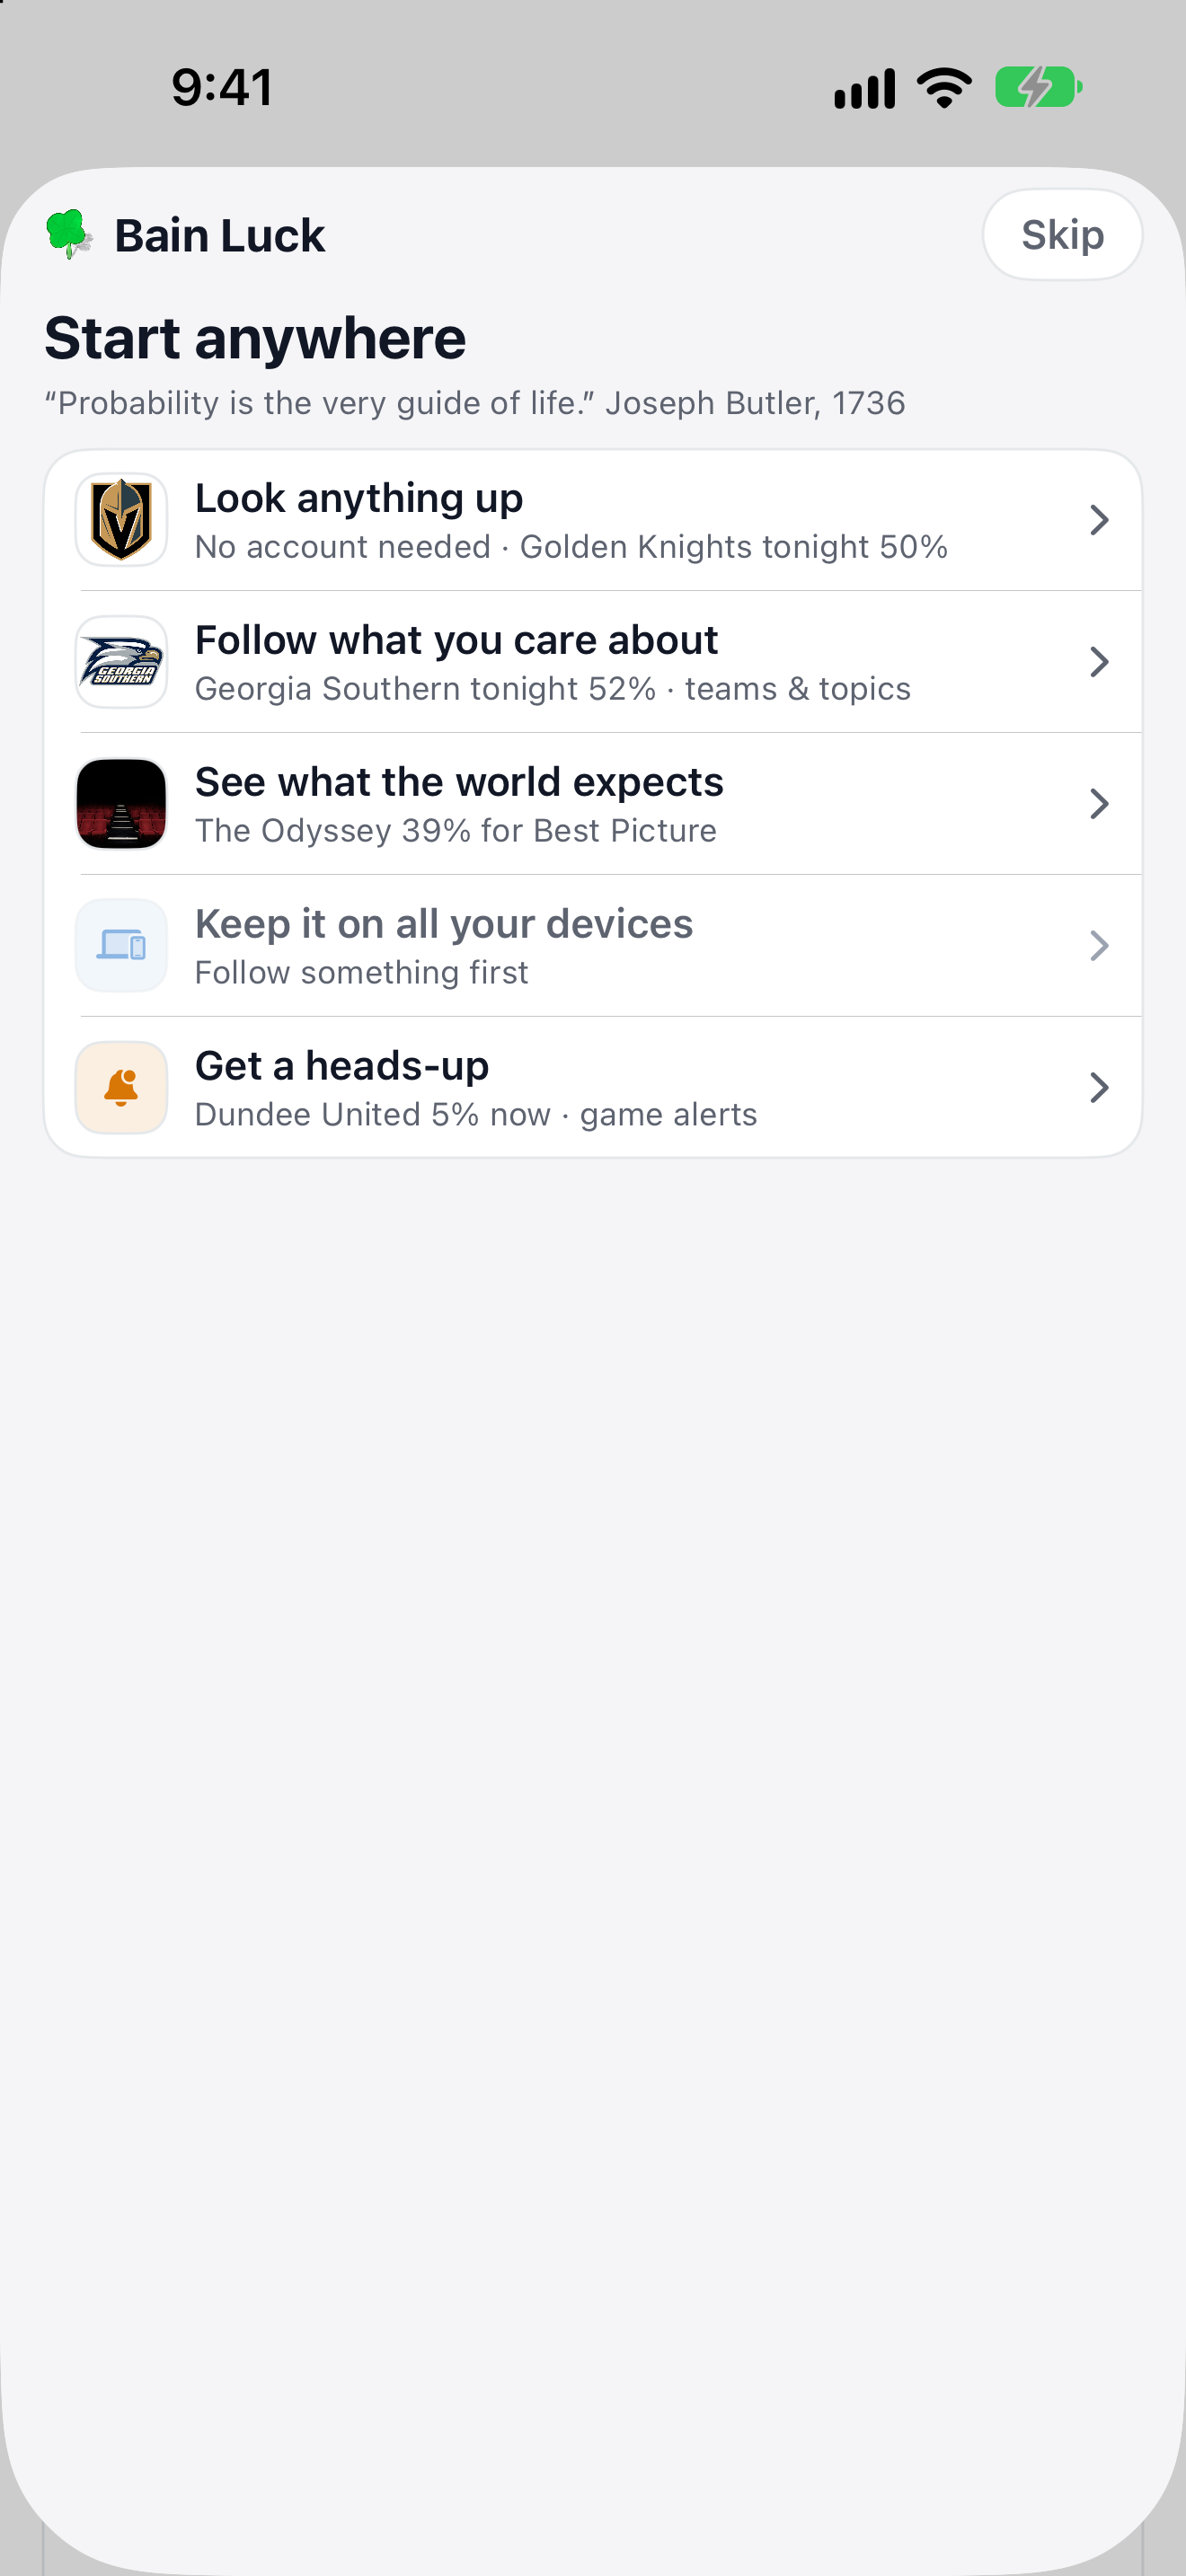 9:41
Bain Luck
Skip
Start anywhere
“Probability is the very guide of life.” Joseph Butler, 1736
Look anything up
No account needed · Golden Knights tonight 50%
GEORGIA
SOUTHERN
Follow what you care about
Georgia Southern tonight 52% · teams & topics
See what the world expects
The Odyssey 39% for Best Picture
Keep it on all your devices
Follow something first
Get a heads-up
Dundee United 5% now · game alerts